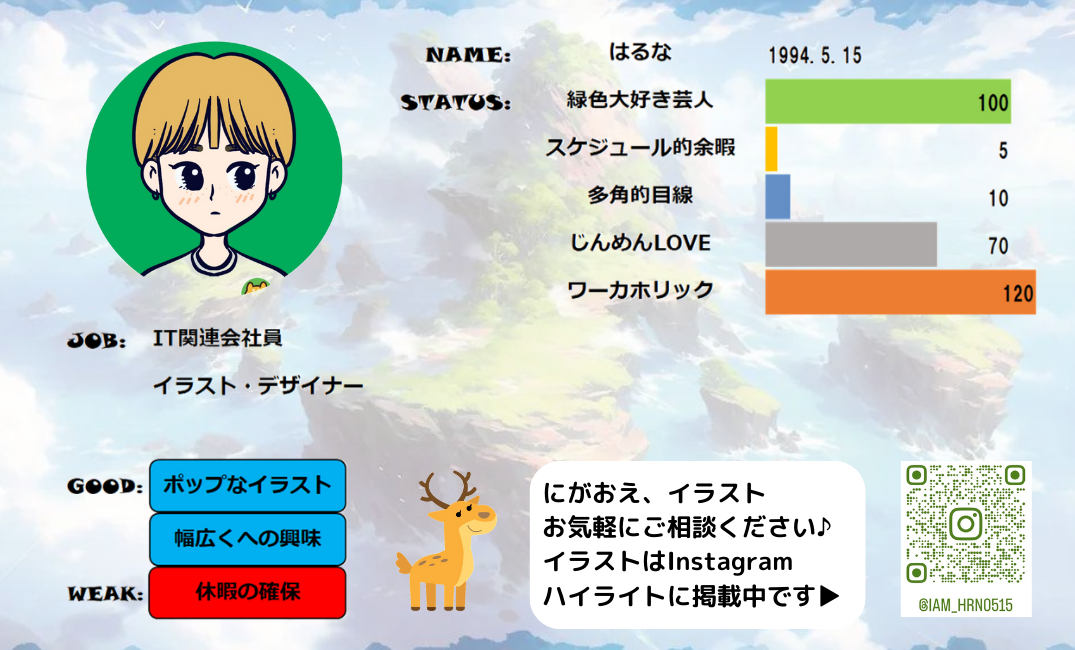 NAME: はるな 1994. 5. 15
STATUS: 緑色大好き芸人 100
スケジュール的余暇 5
多角的目線 10
じんめんLOVE 70
ワーカホリック 120
JOB: IT関連会社員
イラスト・デザイナー
GOOD: ポップなイラスト
幅広くへの興味
WEAK: 休暇の確保
にがおえ、イラスト
お気軽にご相談ください♪
イラストはInstagram
ハイライトに掲載中です▶
@IAM_HRN0515